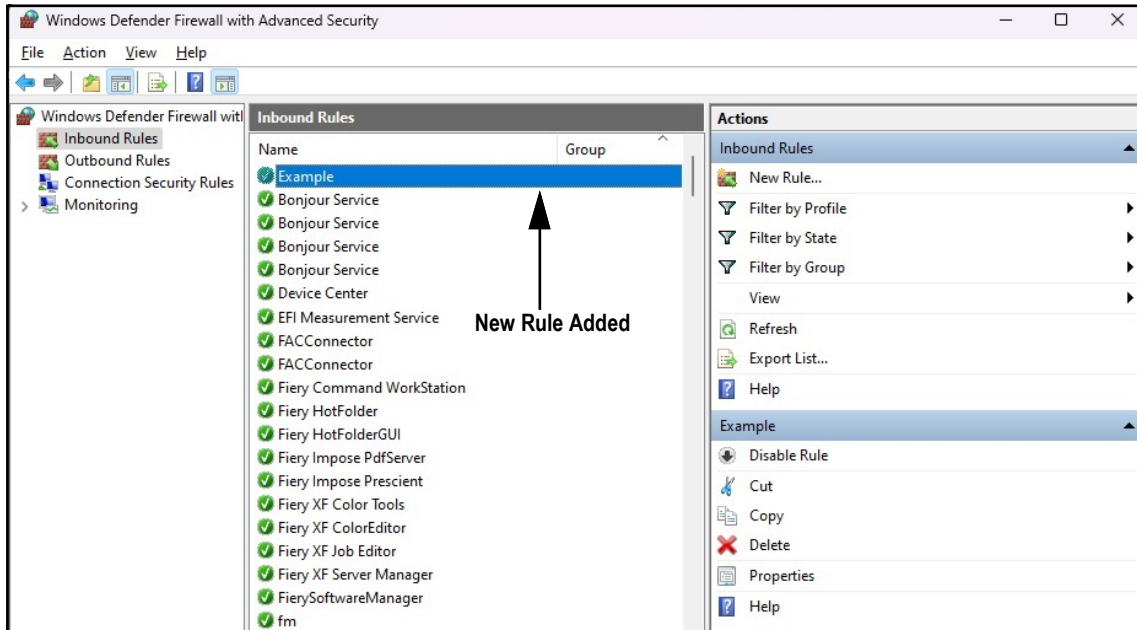 Windows Defender Firewall with Advanced Security
File Action View Help
Windows Defender Firewall with
Inbound Rules
Outbound Rules
Connection Security Rules
Monitoring
Inbound Rules
Name Group
Example
Bonjour Service
Bonjour Service
Bonjour Service
Bonjour Service
Device Center
EFI Measurement Service
FACConnector
FACConnector
Fiery Command WorkStation
Fiery HotFolder
Fiery HotFolderGUI
Fiery Impose PdfServer
Fiery Impose Prescient
Fiery XF Color Tools
Fiery XF ColorEditor
Fiery XF Job Editor
Fiery XF Server Manager
FierySoftwareManager
fm
New Rule Added
Actions
Inbound Rules
New Rule...
Filter by Profile
Filter by State
Filter by Group
View
Refresh
Export List...
Help
Example
Disable Rule
Cut
Copy
Delete
Properties
Help